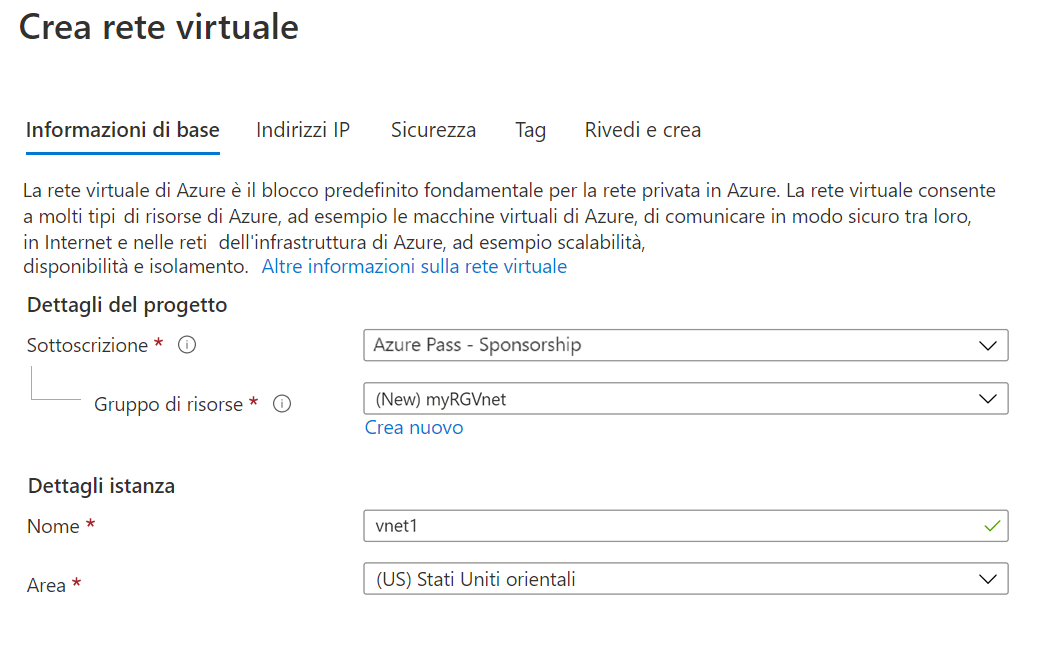 Crea rete virtuale
Informazioni di base Indirizzi IP Sicurezza Tag Rivedi e crea
La rete virtuale di Azure è il blocco predefinito fondamentale per la rete privata in Azure. La rete virtuale consente
a molti tipi di risorse di Azure, ad esempio le macchine virtuali di Azure, di comunicare in modo sicuro tra loro,
in Internet e nelle reti dell'infrastruttura di Azure, ad esempio scalabilità,
disponibilità e isolamento. Altre informazioni sulla rete virtuale
Dettagli del progetto
Sottoscrizione * Azure Pass - Sponsorship
Gruppo di risorse * (New) myRGVnet
Crea nuovo
Dettagli istanza
Nome * vnet1
Area * (US) Stati Uniti orientali